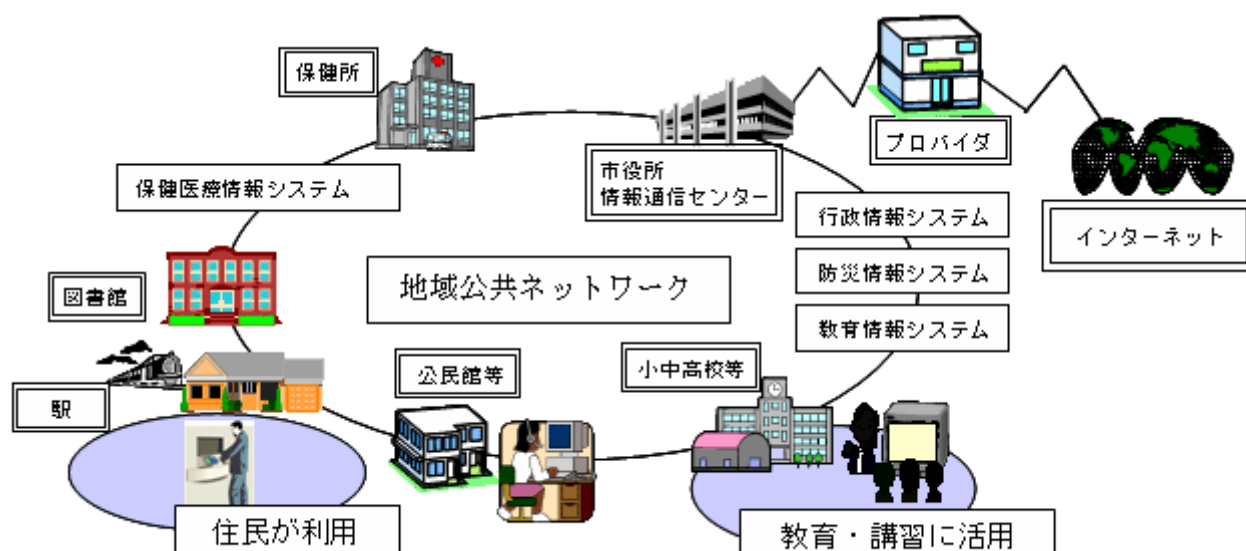 保健所
プロバイダ
市役所
情報通信センター
保健医療情報システム
行政情報システム
インターネット
防災情報システム
地域公共ネットワーク
図書館
教育情報システム
公民館等
小中高校等
駅
住民が利用
教育・講習に活用